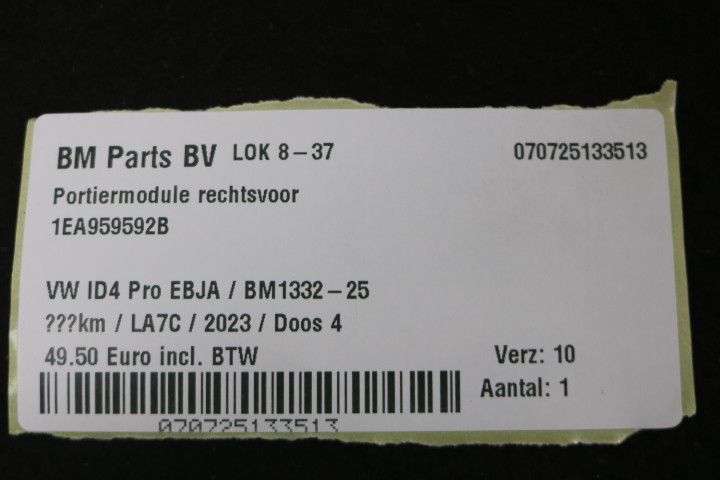 BM Parts BV LOK 8-37 070725133513
Portiermodule rechtsvoor
1EA959592B
VW ID4 Pro EBJA / BM1332-25
???km / LA7C / 2023 / Doos 4
49.50 Euro incl. BTW Verz: 10
Aantal: 1
070725133513